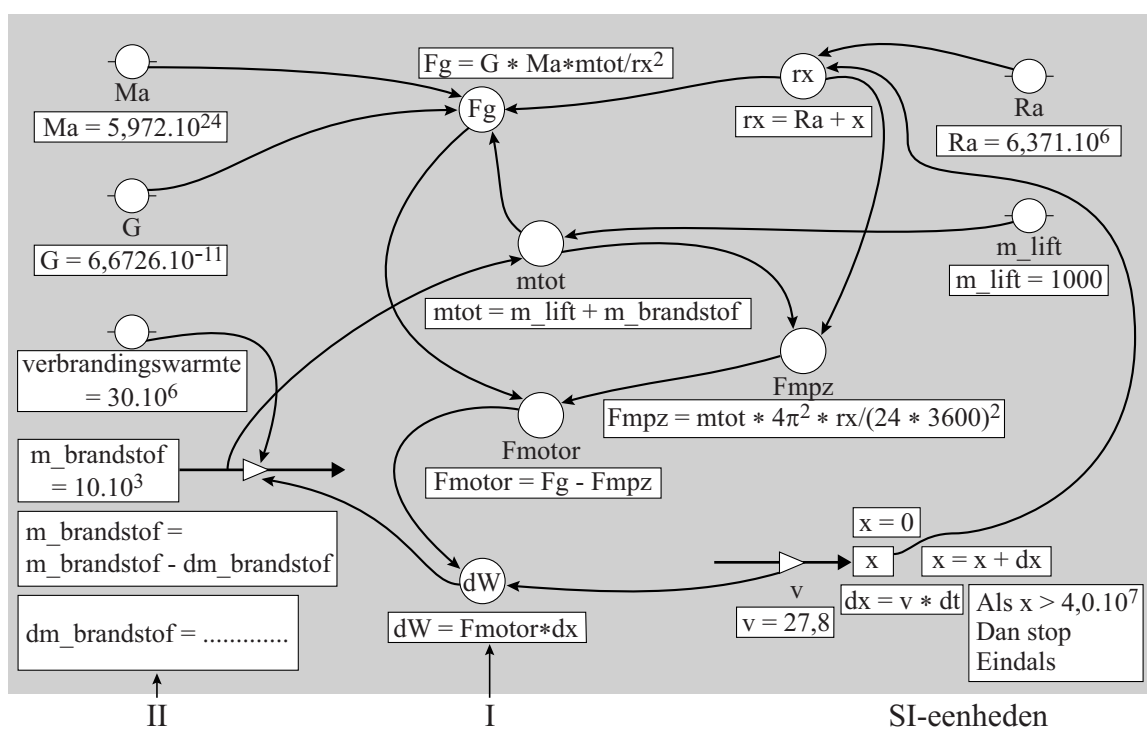 Ma
Ma = 5,972.10²⁴
G
G = 6,6726.10⁻¹¹
verbrandingswarmte
= 30.10⁶
m_brandstof
= 10.10³
m_brandstof =
m_brandstof - dm_brandstof
dm_brandstof = .............
II
Fg = G * Ma*mtot/rx²
Fg
mtot
mtot = m_lift + m_brandstof
Fmotor
Fmotor = Fg - Fmpz
dW
dW = Fmotor*dx
I
rx
rx = Ra + x
Ra
Ra = 6,371.10⁶
m_lift
m_lift = 1000
Fmpz
Fmpz = mtot * 4π² * rx/(24 * 3600)²
x = 0
x
x = x + dx
v
v = 27,8
dx = v * dt
Als x > 4,0.10⁷
Dan stop
Eindals
SI-eenheden